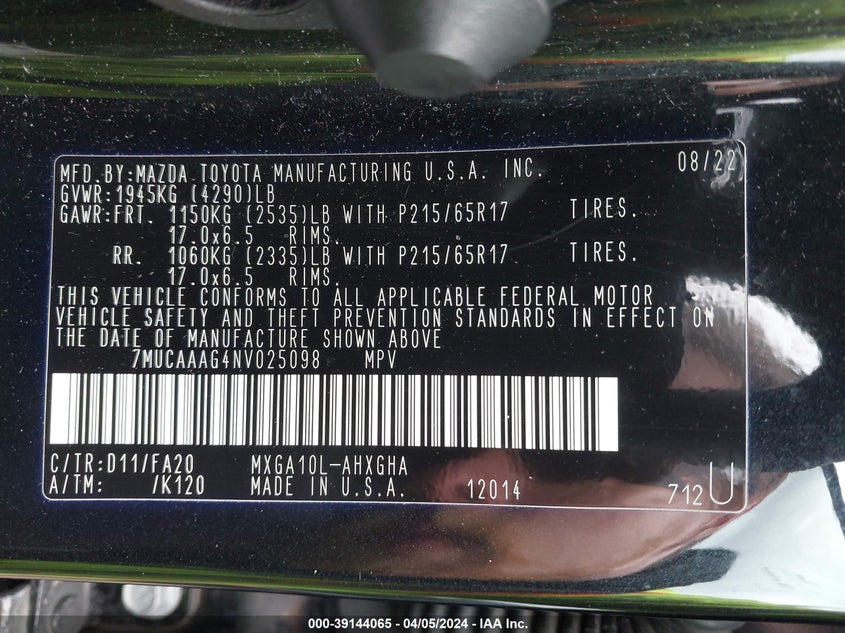 MFD.BY:MAZDA TOYOTA MANUFACTURING U.S.A. INC. 08/22
GVWR:1945KG (4290)LB
GAWR:FRT. 1150KG (2535)LB WITH P215/65R17 TIRES.
17.0x6.5 RIMS.
RR. 1060KG (2335)LB WITH P215/65R17 TIRES.
17.0x6.5 RIMS.
THIS VEHICLE CONFORMS TO ALL APPLICABLE FEDERAL MOTOR
VEHICLE SAFETY AND THEFT PREVENTION STANDARDS IN EFFECT ON
THE DATE OF MANUFACTURE SHOWN ABOVE
7MUCAAAG4NV025098 MPV
C/TR:D11/FA20 MXGA10L-AHXGHA
A/TM: /K120 MADE IN U.S.A. 12014 712U
000-39144065 / 04/05/2024 - IAA Inc.